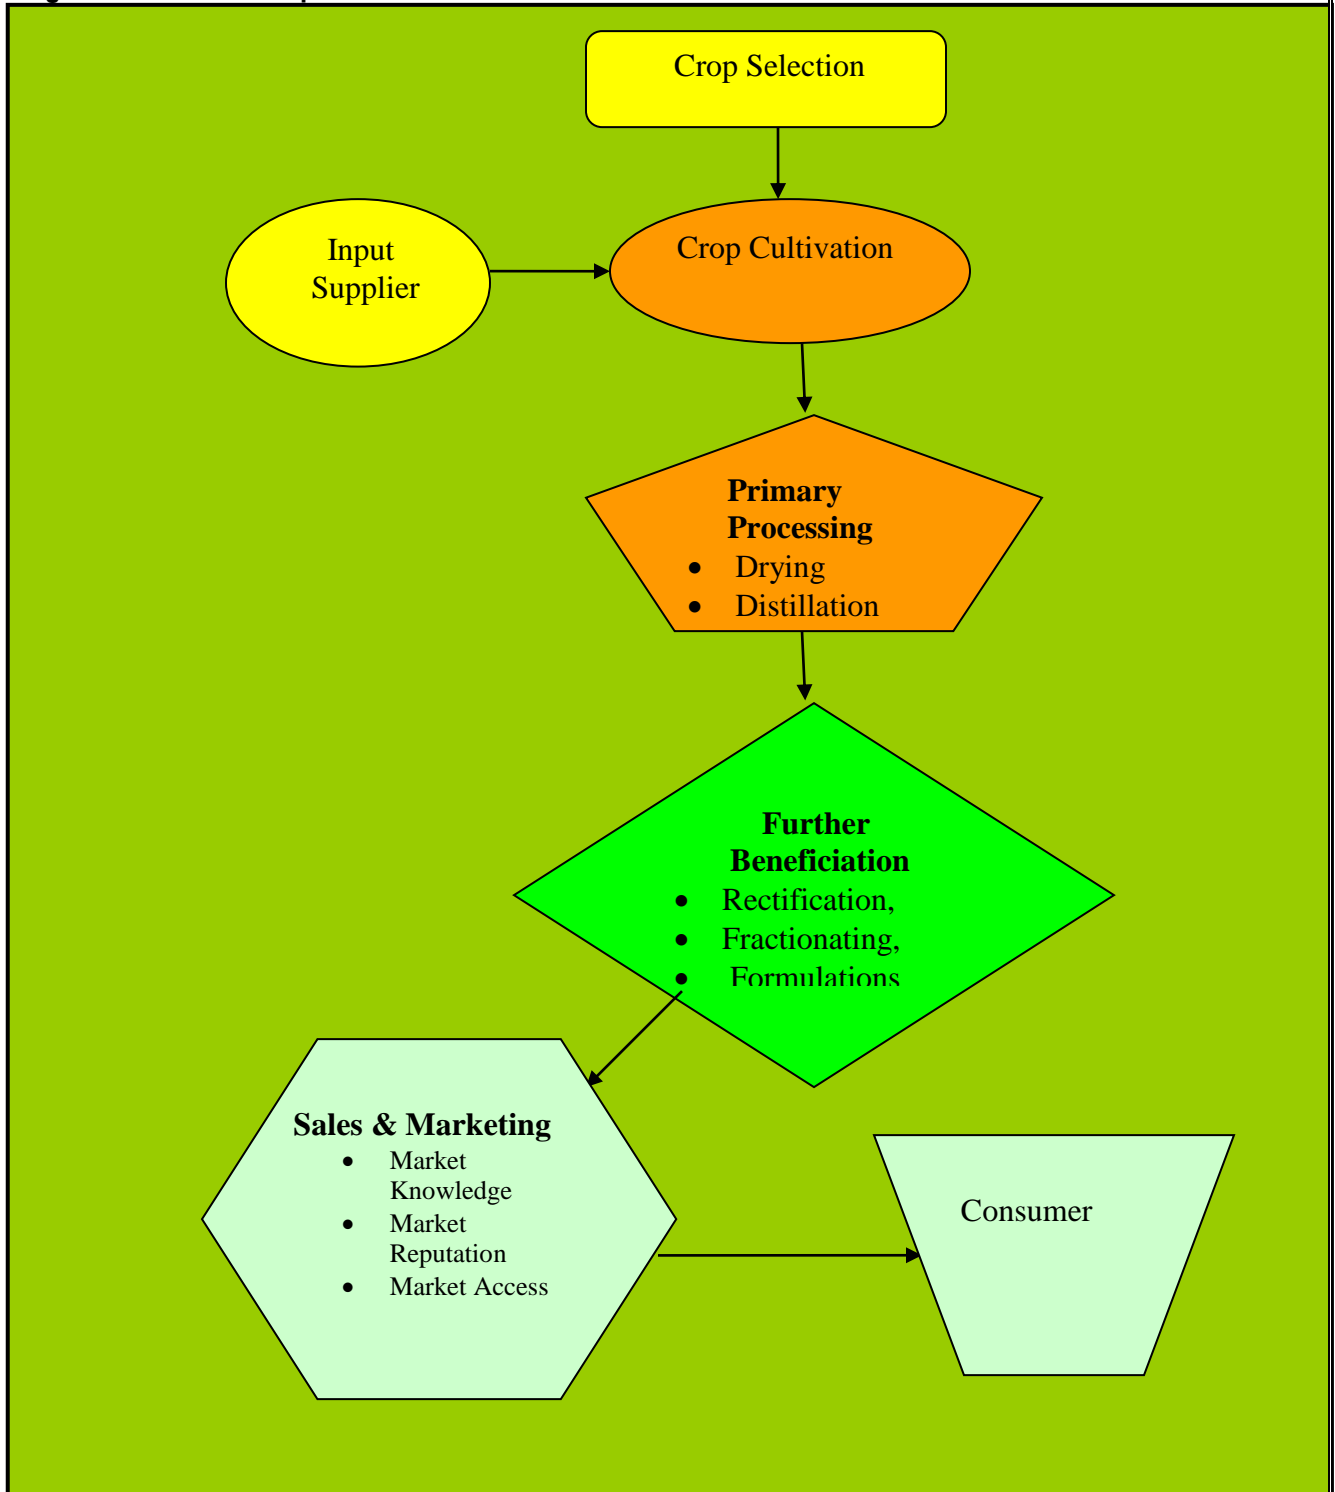 Crop Selection
Input
Supplier
Crop Cultivation
Primary
Processing
• Drying
• Distillation
Further
Beneficiation
• Rectification,
• Fractionating,
• Formulations
Sales & Marketing
• Market
Knowledge
• Market
Reputation
• Market Access
Consumer